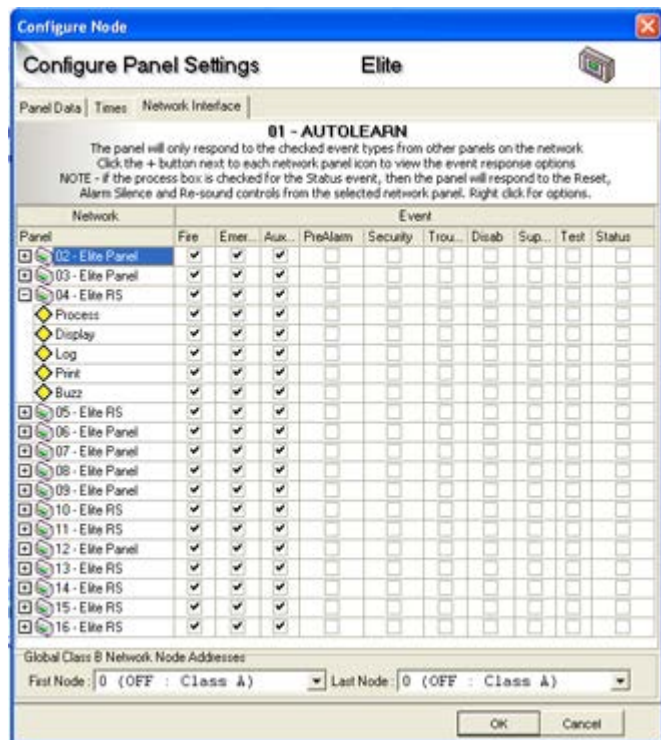 Configure Node
Configure Panel Settings Elite
Panel Data Times Network Interface
01 - AUTOLEARN
The panel will only respond to the checked event types from other panels on the network
Click the + button next to each network panel icon to view the event response options
NOTE - if the process box is checked for the Status event, then the panel will respond to the Reset,
Alarm Silence and Re-sound controls from the selected network panel. Right click for options.
Network Event
Panel Fire Emer... Aux... PreAlarm Security Trou... Disab Sup... Test Status
02 - Elite Panel
03 - Elite Panel
04 - Elite RS
Process
Display
Log
Print
Buzz
05 - Elite RS
06 - Elite Panel
07 - Elite Panel
08 - Elite Panel
09 - Elite Panel
10 - Elite RS
11 - Elite RS
12 - Elite Panel
13 - Elite RS
14 - Elite RS
15 - Elite RS
16 - Elite RS
Global Class B Network Node Addresses
First Node : 0 (OFF : Class A) Last Node : 0 (OFF : Class A)
OK Cancel